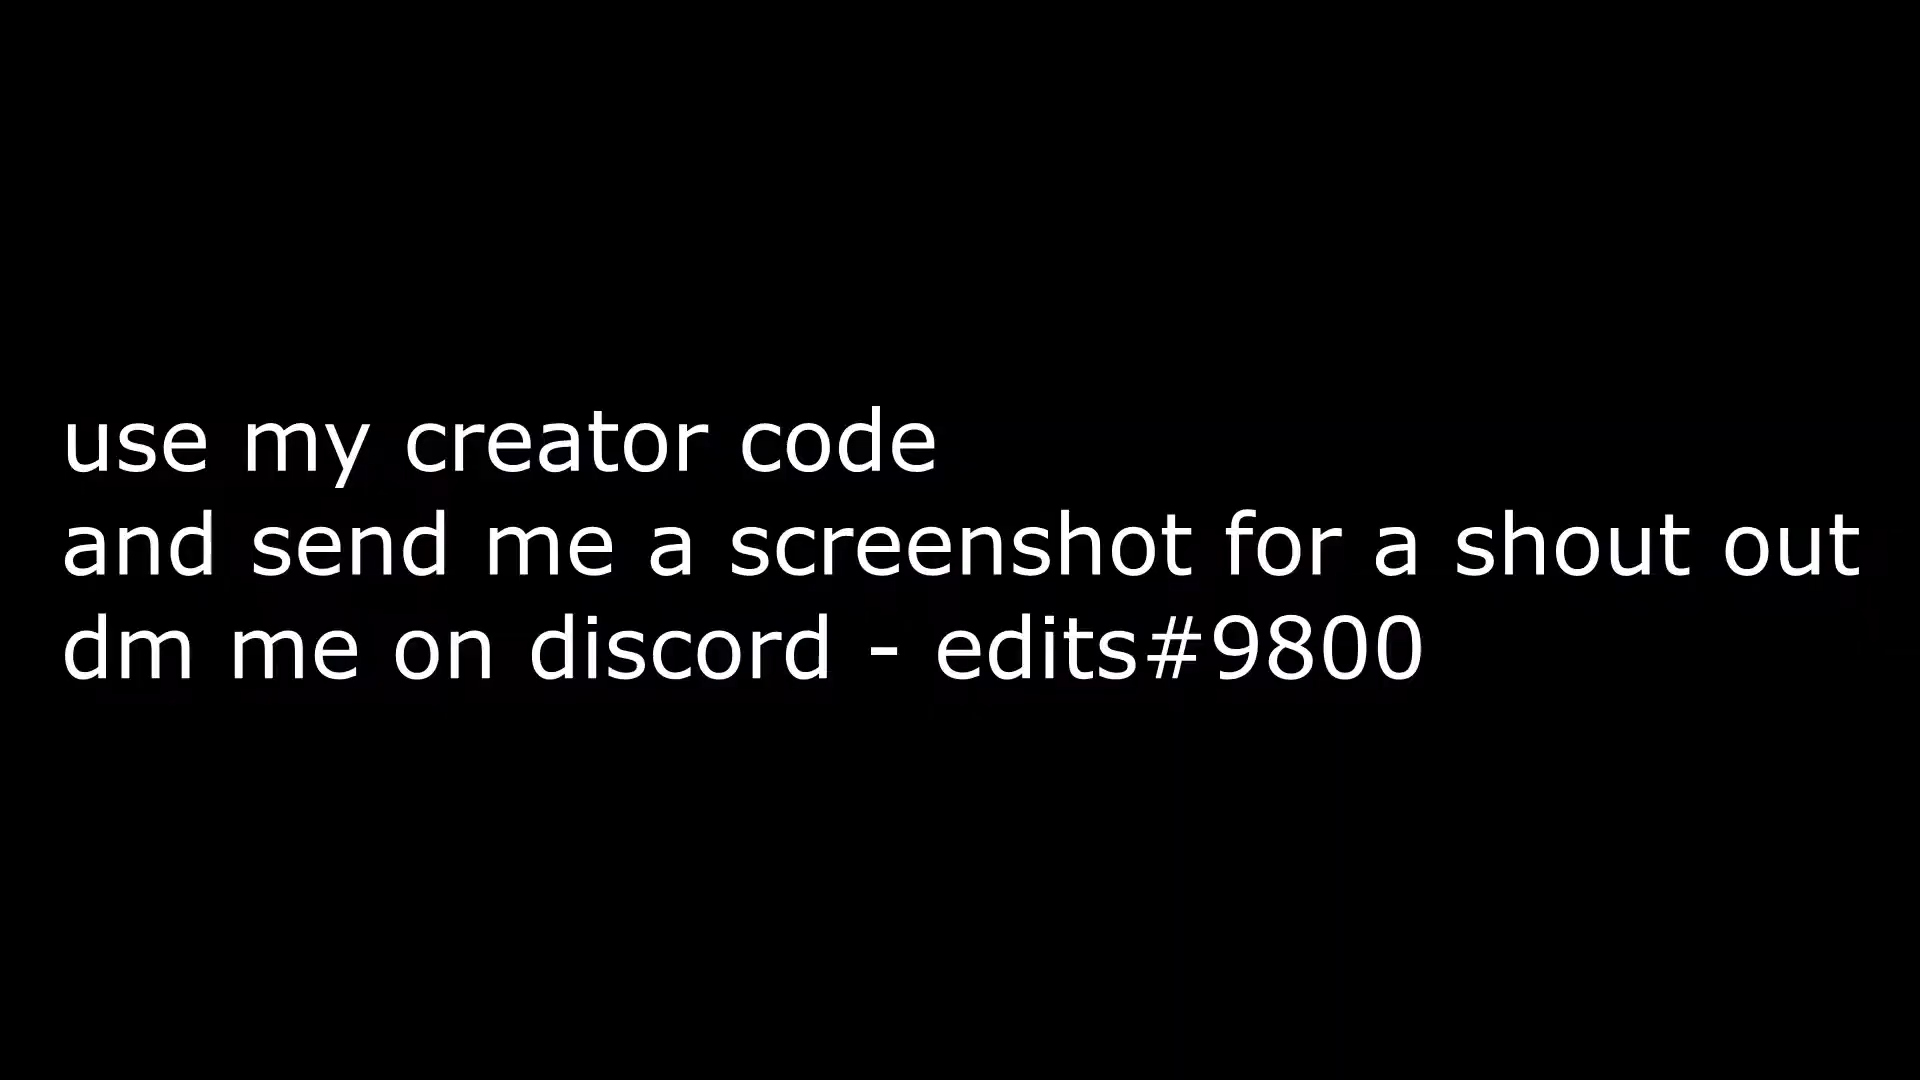 use my creator code
and send me a screenshot for a shout out
dm me on discord - edits#9800